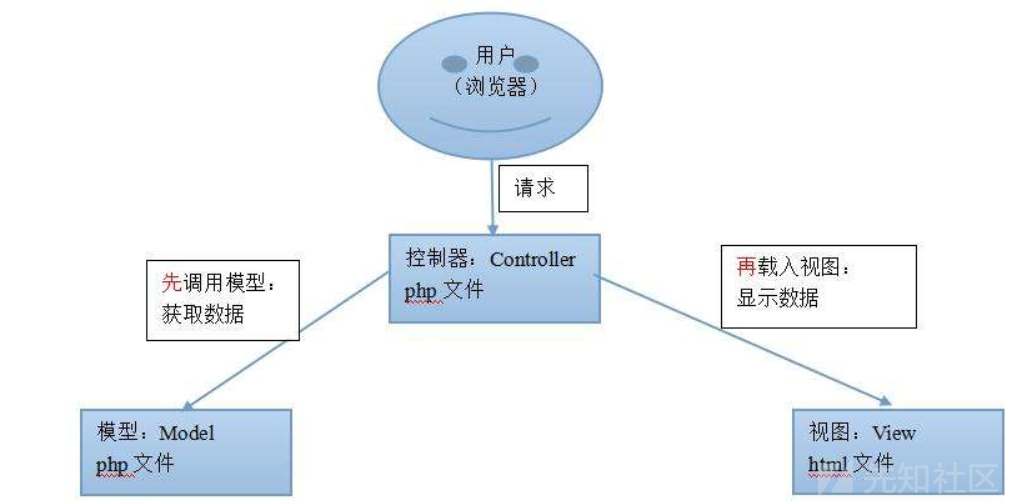 用户
（浏览器）
请求
控制器：Controller
php 文件
先调用模型：
获取数据
再载入视图：
显示数据
模型：Model
php 文件
视图：View
html 文件
先知社区